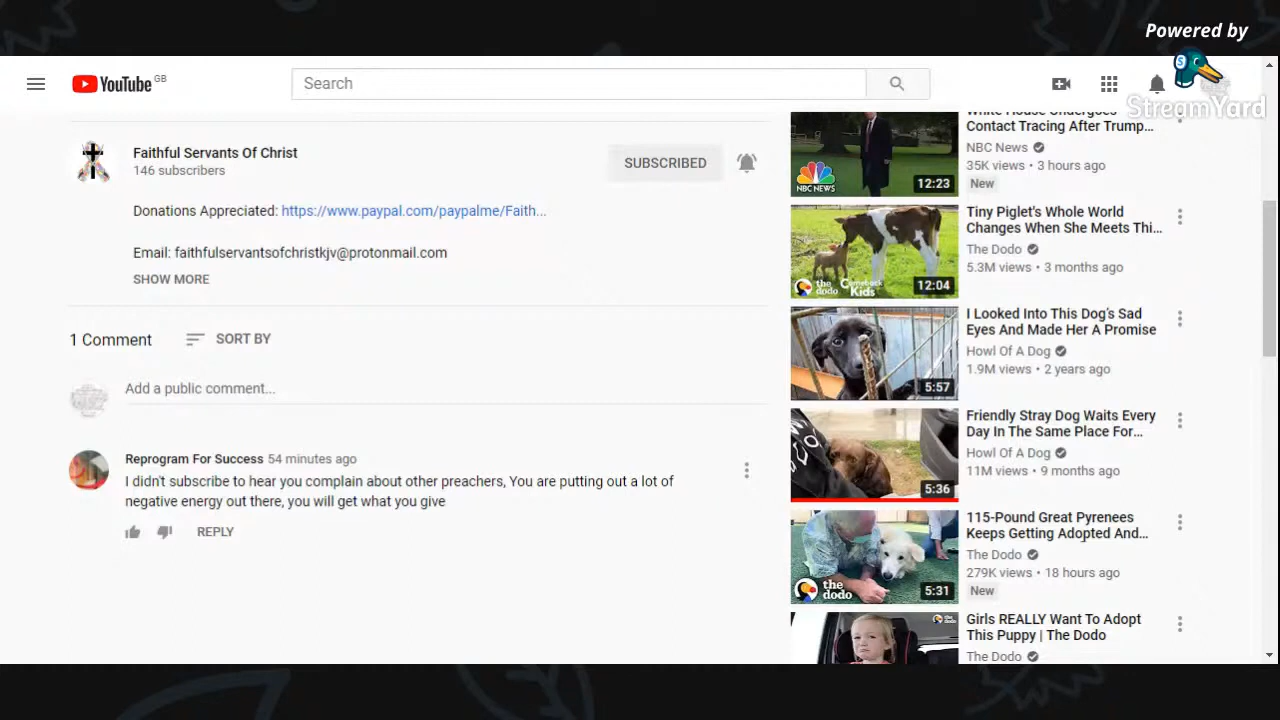 Powered by
StreamYard
YouTube GB
Search
Faithful Servants Of Christ
146 subscribers
SUBSCRIBED
Donations Appreciated: https://www.paypal.com/paypalme/Faith...
Email: faithfulservantsofchristkjv@protonmail.com
SHOW MORE
1 Comment
SORT BY
Add a public comment...
Reprogram For Success 54 minutes ago
I didn't subscribe to hear you complain about other preachers, You are putting out a lot of
negative energy out there, you will get what you give
REPLY
White House Undergoes
Contact Tracing After Trump...
NBC News
35K views • 3 hours ago
New
NBC NEWS
12:23
Tiny Piglet's Whole World
Changes When She Meets Thi...
The Dodo
5.3M views • 3 months ago
the dodo
Comeback Kids
12:04
I Looked Into This Dog's Sad
Eyes And Made Her A Promise
Howl Of A Dog
1.9M views • 2 years ago
5:57
Friendly Stray Dog Waits Every
Day In The Same Place For...
Howl Of A Dog
11M views • 9 months ago
5:36
115-Pound Great Pyrenees
Keeps Getting Adopted And...
The Dodo
279K views • 18 hours ago
New
the dodo
5:31
Girls REALLY Want To Adopt
This Puppy | The Dodo
The Dodo